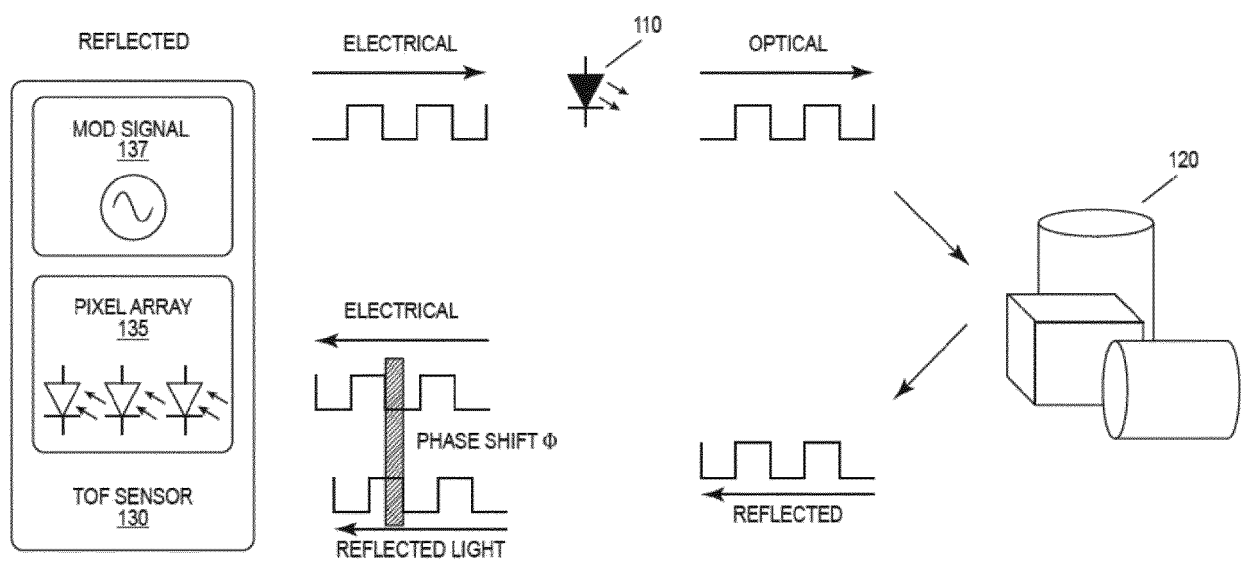 REFLECTED
MOD SIGNAL
137
PIXEL ARRAY
135
TOF SENSOR
130
ELECTRICAL
110
OPTICAL
120
ELECTRICAL
PHASE SHIFT Φ
REFLECTED LIGHT
REFLECTED